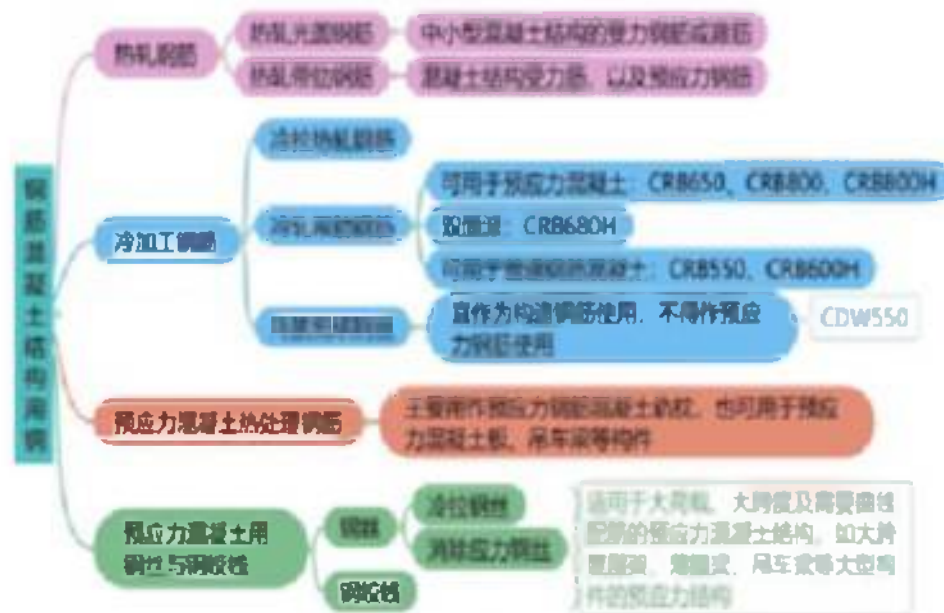 钢筋混凝土结构用钢
热轧钢筋
热轧光圆钢筋
中小型混凝土结构的受力钢筋或箍筋
热轧带肋钢筋
混凝土结构受力筋、以及预应力钢筋
冷加工钢筋
冷拉热轧钢筋
冷轧带肋钢筋
可用于预应力混凝土：CRB650、CRB800、CRB800H
双面派：CRB680H
可用于普通钢筋混凝土：CRB550、CRB600H
宜作为构造钢筋使用，不得作预应
力钢筋使用
CDW550
预应力混凝土热处理钢筋
主要用作预应力钢筋混凝土轨枕，也可用于预应
力混凝土板、吊车梁等构件
预应力混凝土用
钢丝与钢绞线
钢丝
冷拉钢丝
消除应力钢丝
钢绞线
适用于大荷载、大跨度及需要曲线
配筋的预应力混凝土结构，如大跨
度屋架、薄腹梁、吊车梁等大型构
件的预应力结构